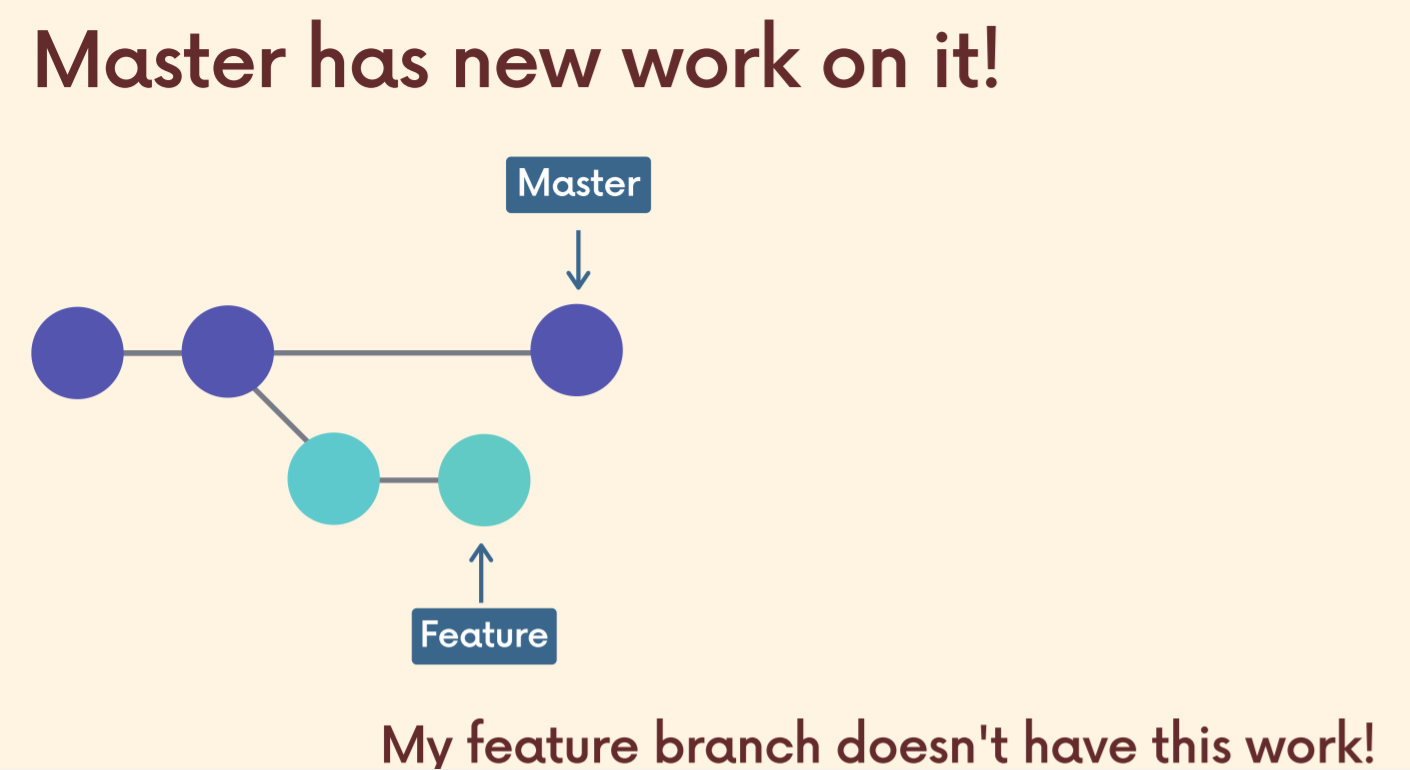 Master has new work on it!
Master
Feature
My feature branch doesn't have this work!